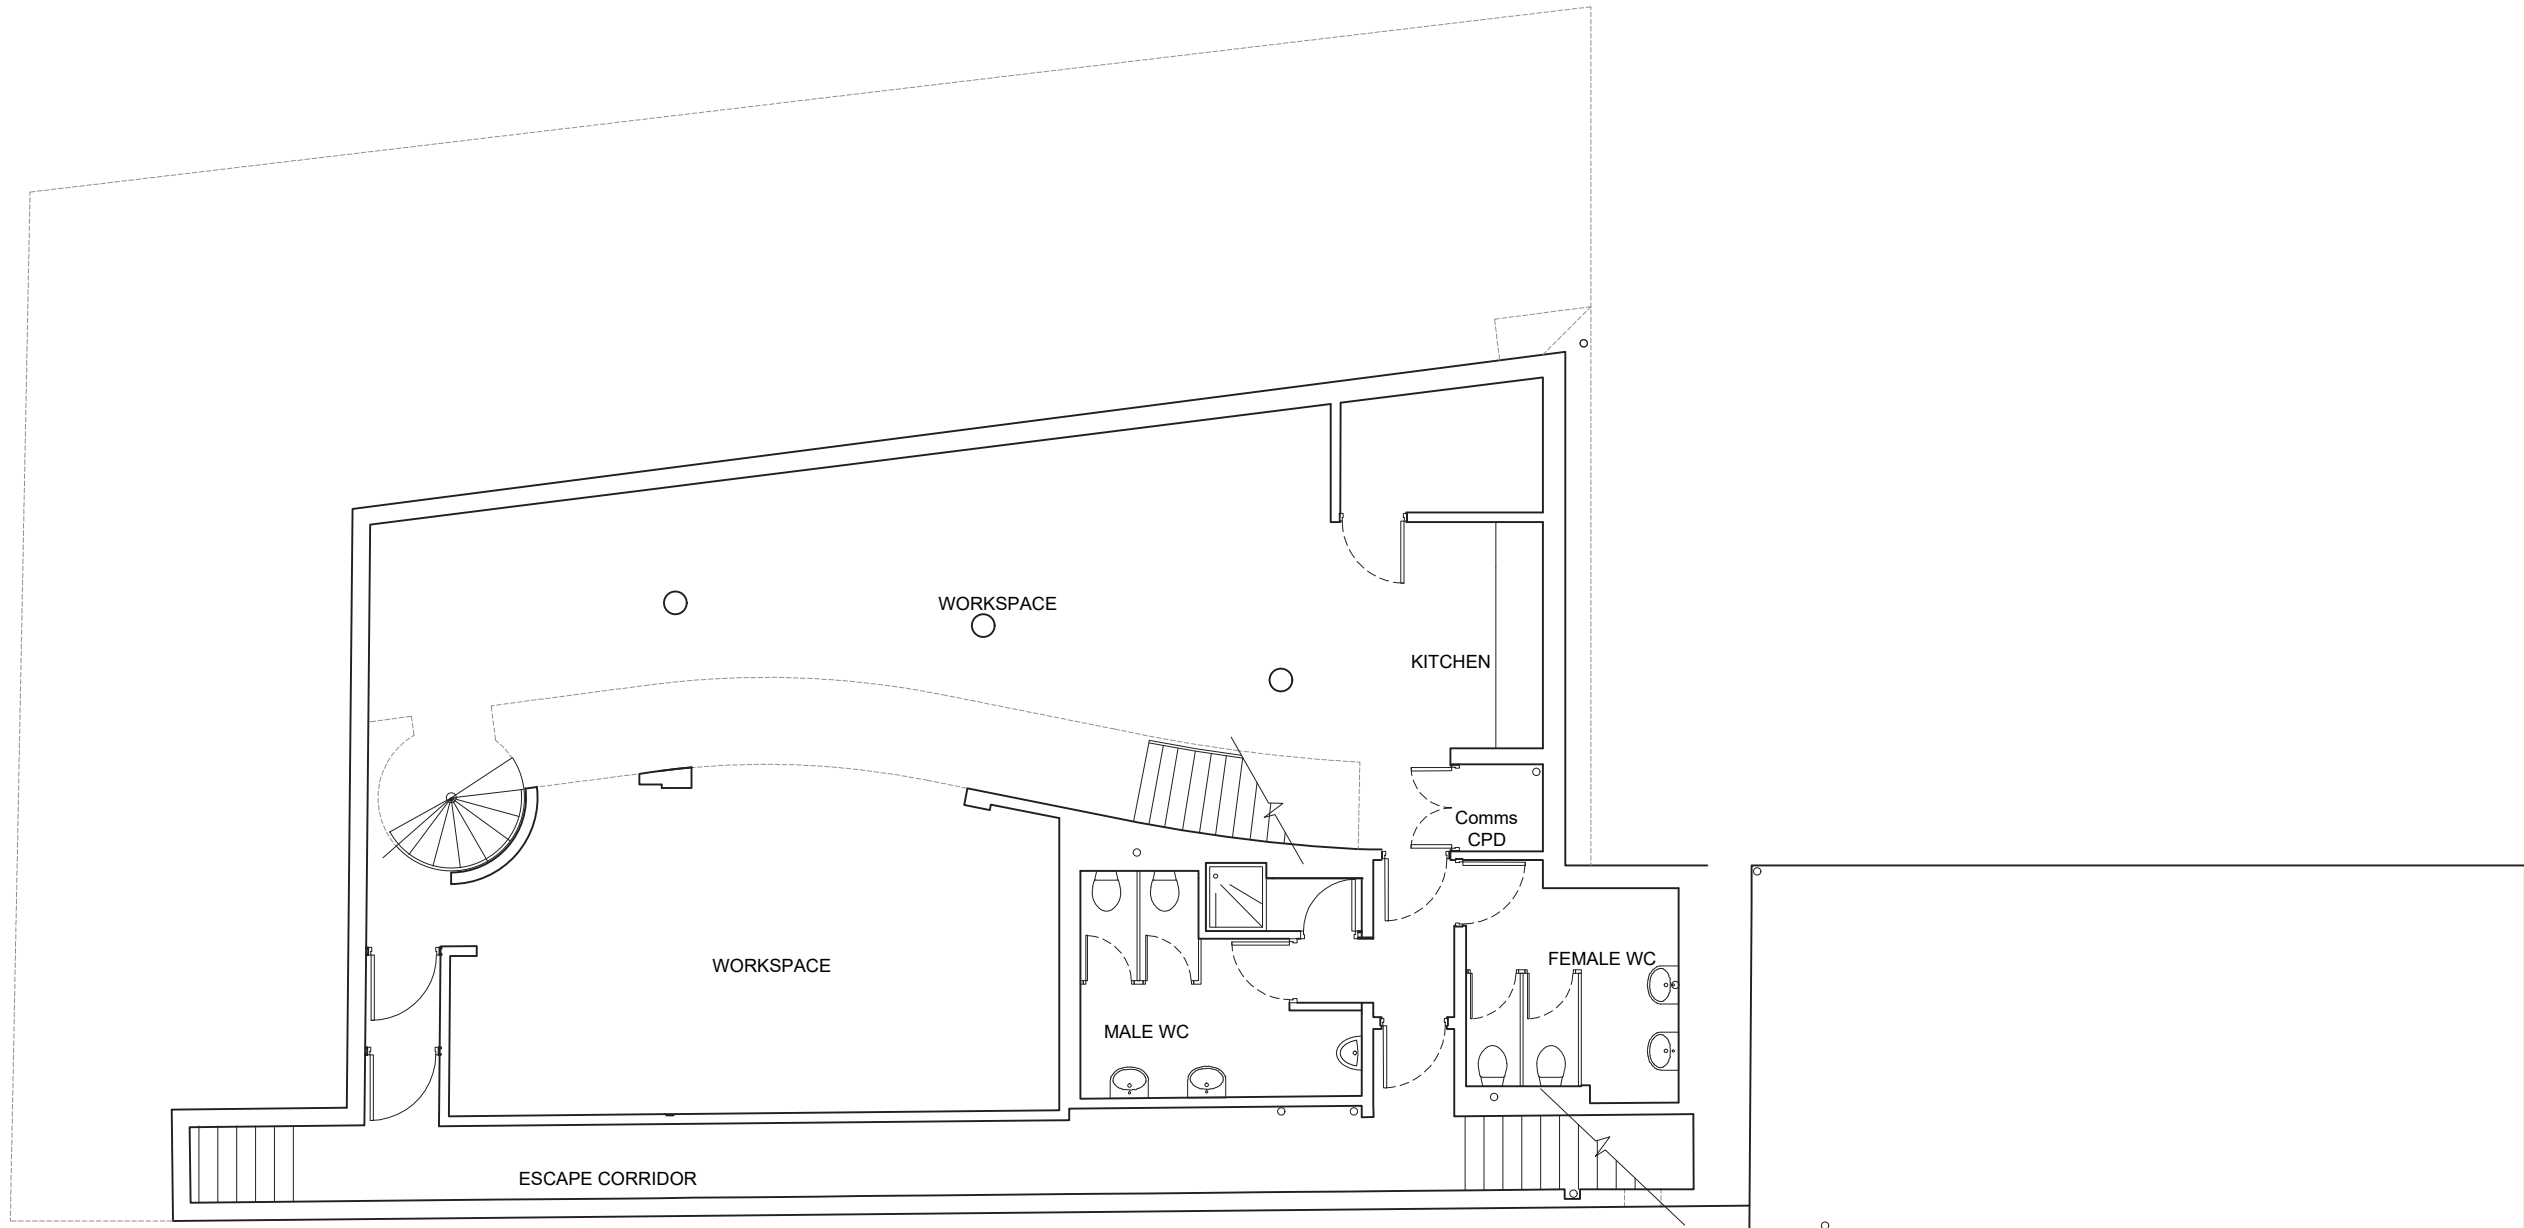 WORKSPACE
KITCHEN
Comms
CPD
WORKSPACE
FEMALE WC
MALE WC
ESCAPE CORRIDOR